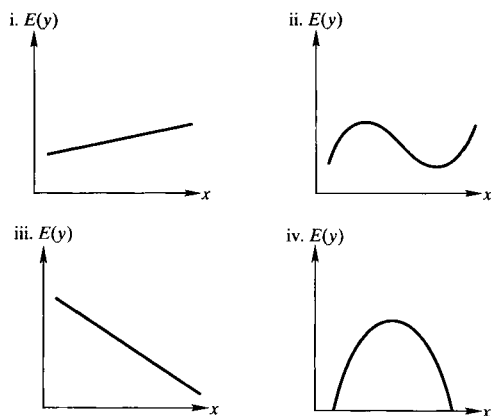 i. E(y)
x
ii. E(y)
x
iii. E(y)
x
iv. E(y)
x